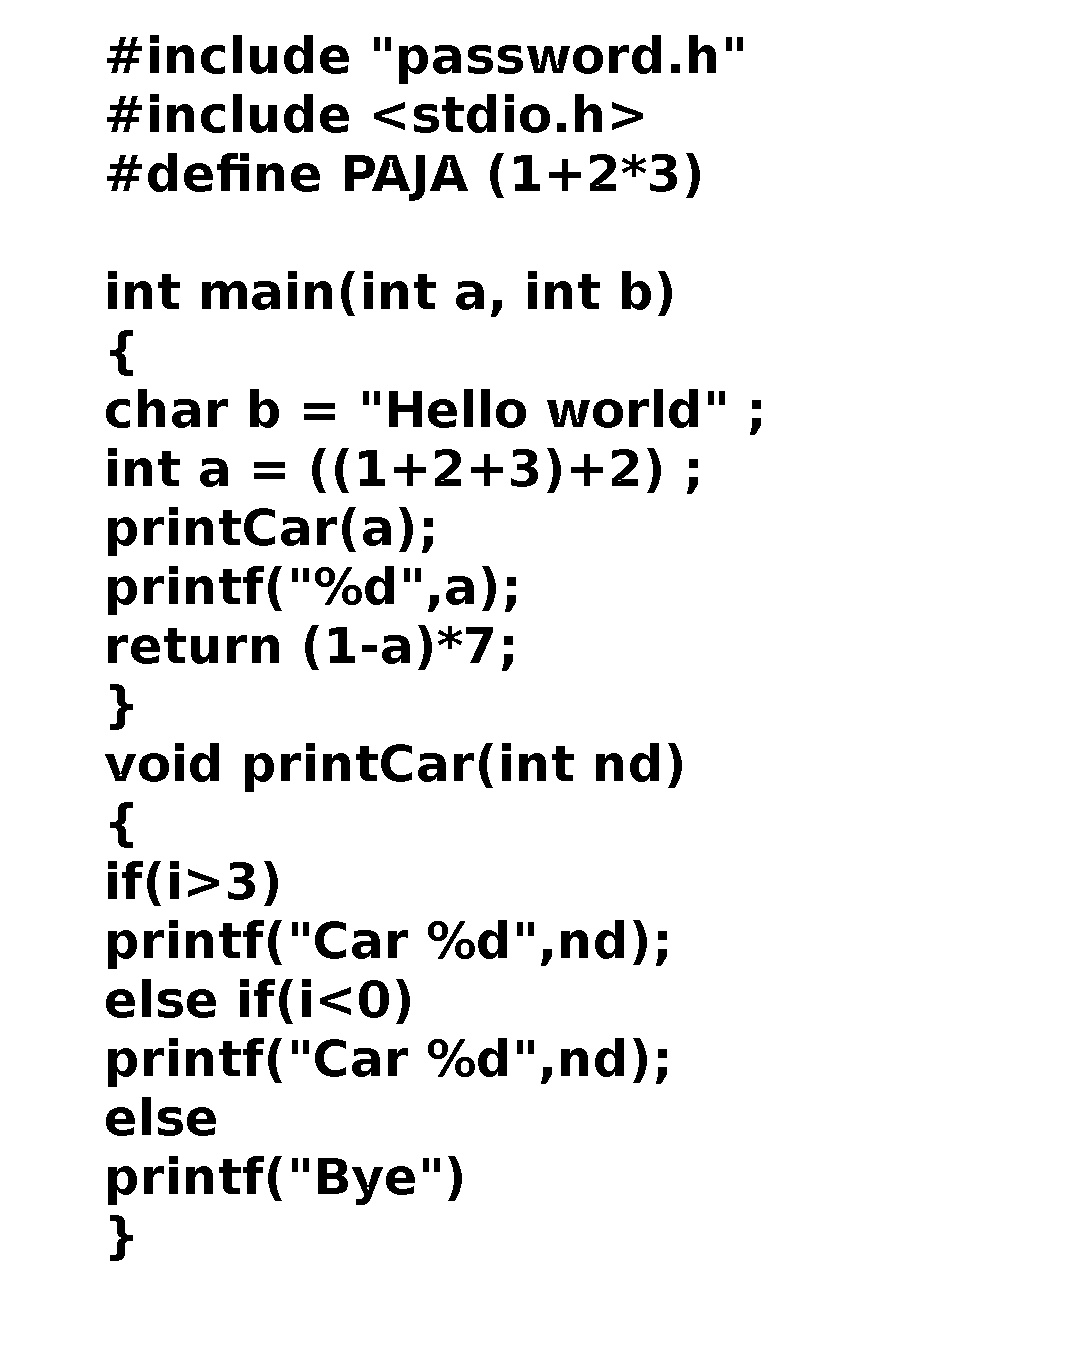 #include "password.h"
#include <stdio.h>
#define PAJA (1+2*3)

int main(int a, int b)
{
char b = "Hello world" ;
int a = ((1+2+3)+2) ;
printCar(a);
printf("%d",a);
return (1-a)*7;
}
void printCar(int nd)
{
if(i>3)
printf("Car %d",nd);
else if(i<0)
printf("Car %d",nd);
else
printf("Bye")
}